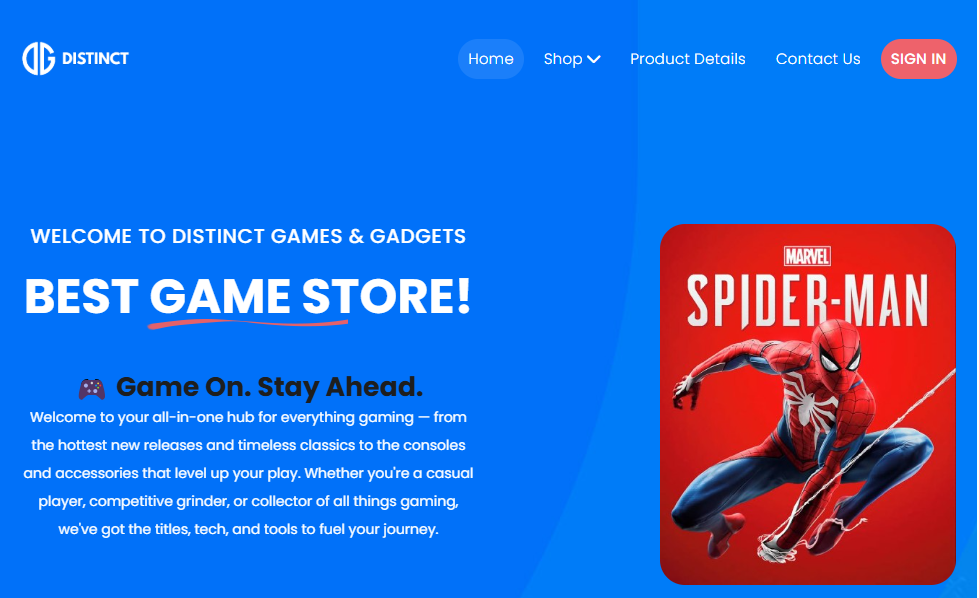 DG DISTINCT
Home Shop Product Details Contact Us SIGN IN
WELCOME TO DISTINCT GAMES & GADGETS
BEST GAME STORE!
🎮 Game On. Stay Ahead.
Welcome to your all-in-one hub for everything gaming — from
the hottest new releases and timeless classics to the consoles
and accessories that level up your play. Whether you're a casual
player, competitive grinder, or collector of all things gaming,
we've got the titles, tech, and tools to fuel your journey.
MARVEL
SPIDER-MAN